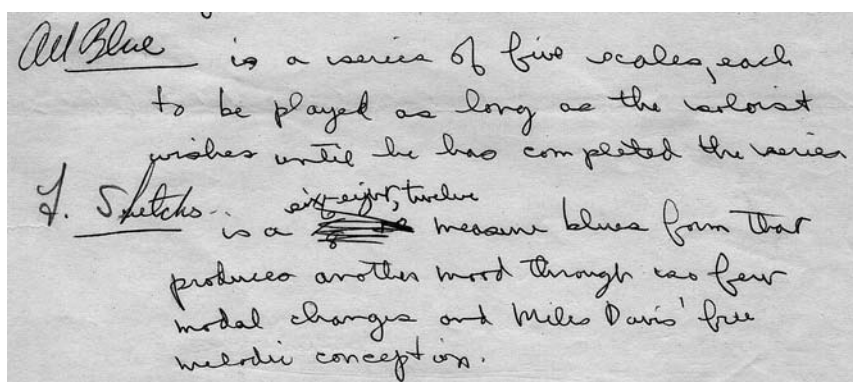 All Blue is a series of five scales, each
to be played as long as the soloist
wishes until he has completed the series
F. Sketchs is a six-eight, twelve measure blues form that
produces another mood through its few
modal changes and Miles Davis' free
melodic conception.